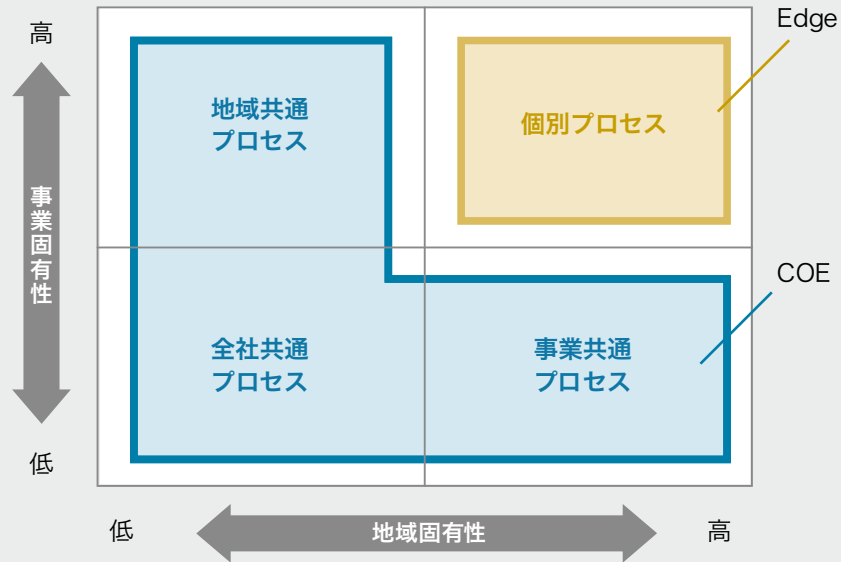 高
Edge
地域共通
プロセス
個別プロセス
事業固有性
COE
全社共通
プロセス
事業共通
プロセス
低
低
地域固有性
高